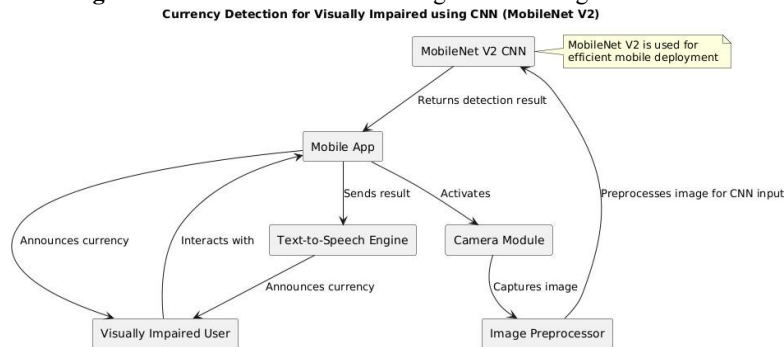 Currency Detection for Visually Impaired using CNN (MobileNet V2)
MobileNet V2 CNN
MobileNet V2 is used for
efficient mobile deployment
Returns detection result
Mobile App
Sends result
Activates
Preprocesses image for CNN input
Announces currency
Interacts with
Text-to-Speech Engine
Camera Module
Announces currency
Captures image
Visually Impaired User
Image Preprocessor